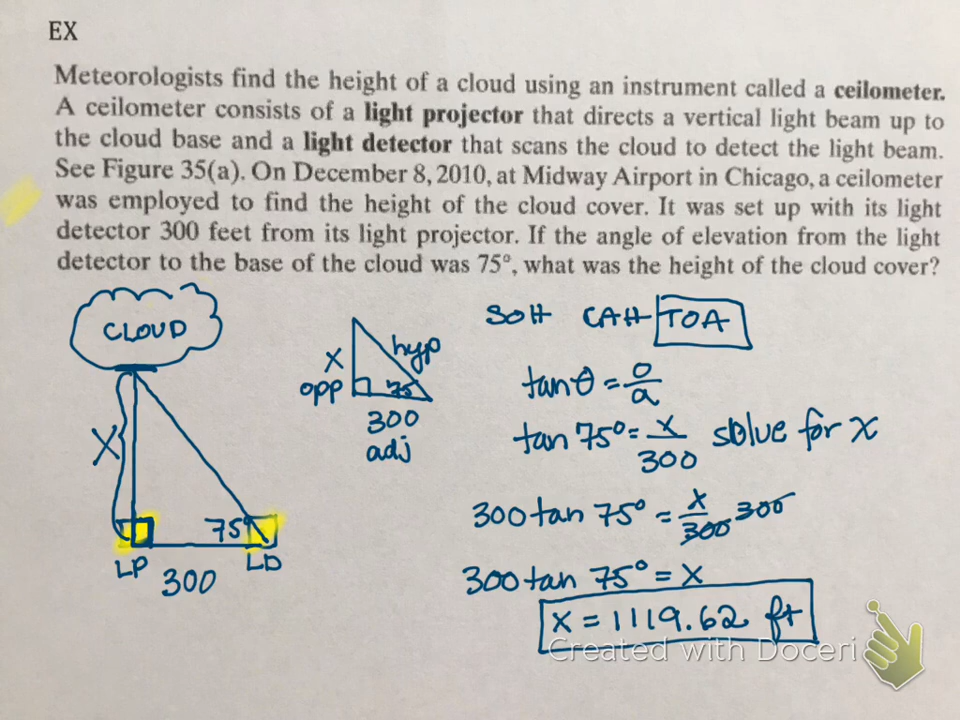 EX
Meteorologists find the height of a cloud using an instrument called a ceilometer.
A ceilometer consists of a light projector that directs a vertical light beam up to
the cloud base and a light detector that scans the cloud to detect the light beam.
See Figure 35(a). On December 8, 2010, at Midway Airport in Chicago, a ceilometer
was employed to find the height of the cloud cover. It was set up with its light
detector 300 feet from its light projector. If the angle of elevation from the light
detector to the base of the cloud was 75°, what was the height of the cloud cover?
CLOUD
X
75°
LP
300
LD
X
opp
hyp
75
300
adj
SOH CAH TOA
tanθ = o/a
tan 75° = x/300 solve for x
300 tan 75° = x/300 300
300 tan 75° = x
x = 1119.62 ft
Created with Doceri